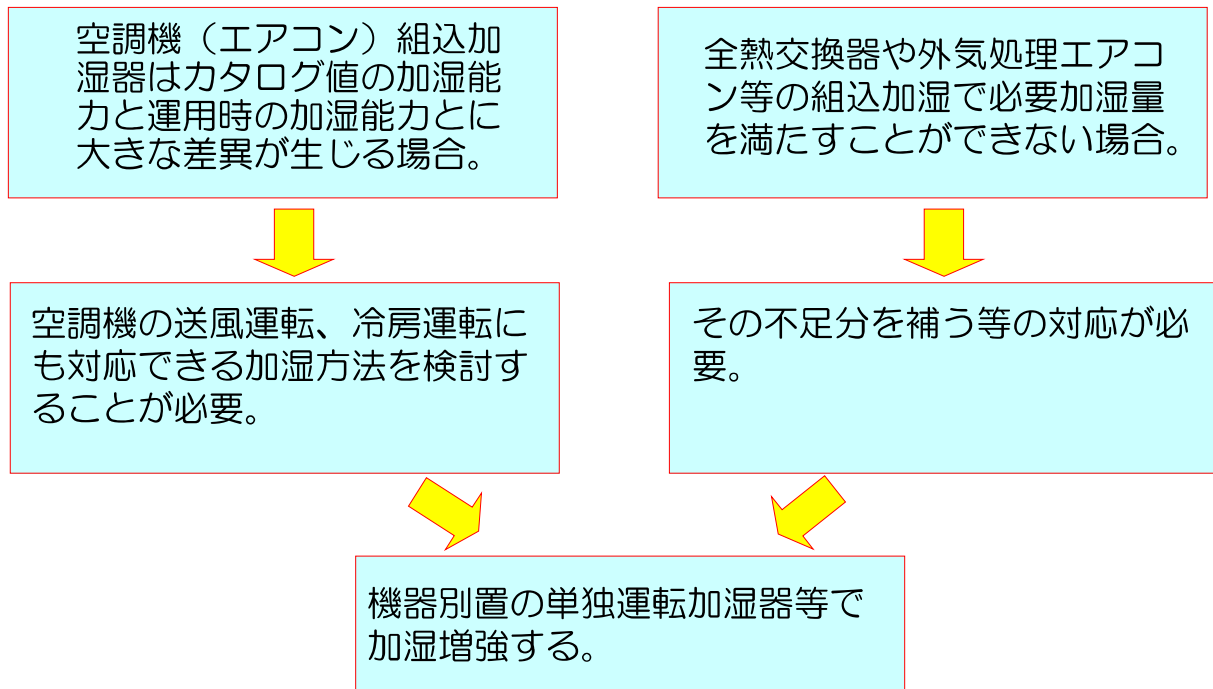 空調機（エアコン）組込加
湿器はカタログ値の加湿能
力と運用時の加湿能力とに
大きな差異が生じる場合。
全熱交換器や外気処理エアコ
ン等の組込加湿で必要加湿量
を満たすことができない場合。
空調機の送風運転、冷房運転に
も対応できる加湿方法を検討す
ることが必要。
その不足分を補う等の対応が必
要。
機器別置の単独運転加湿器等で
加湿増強する。